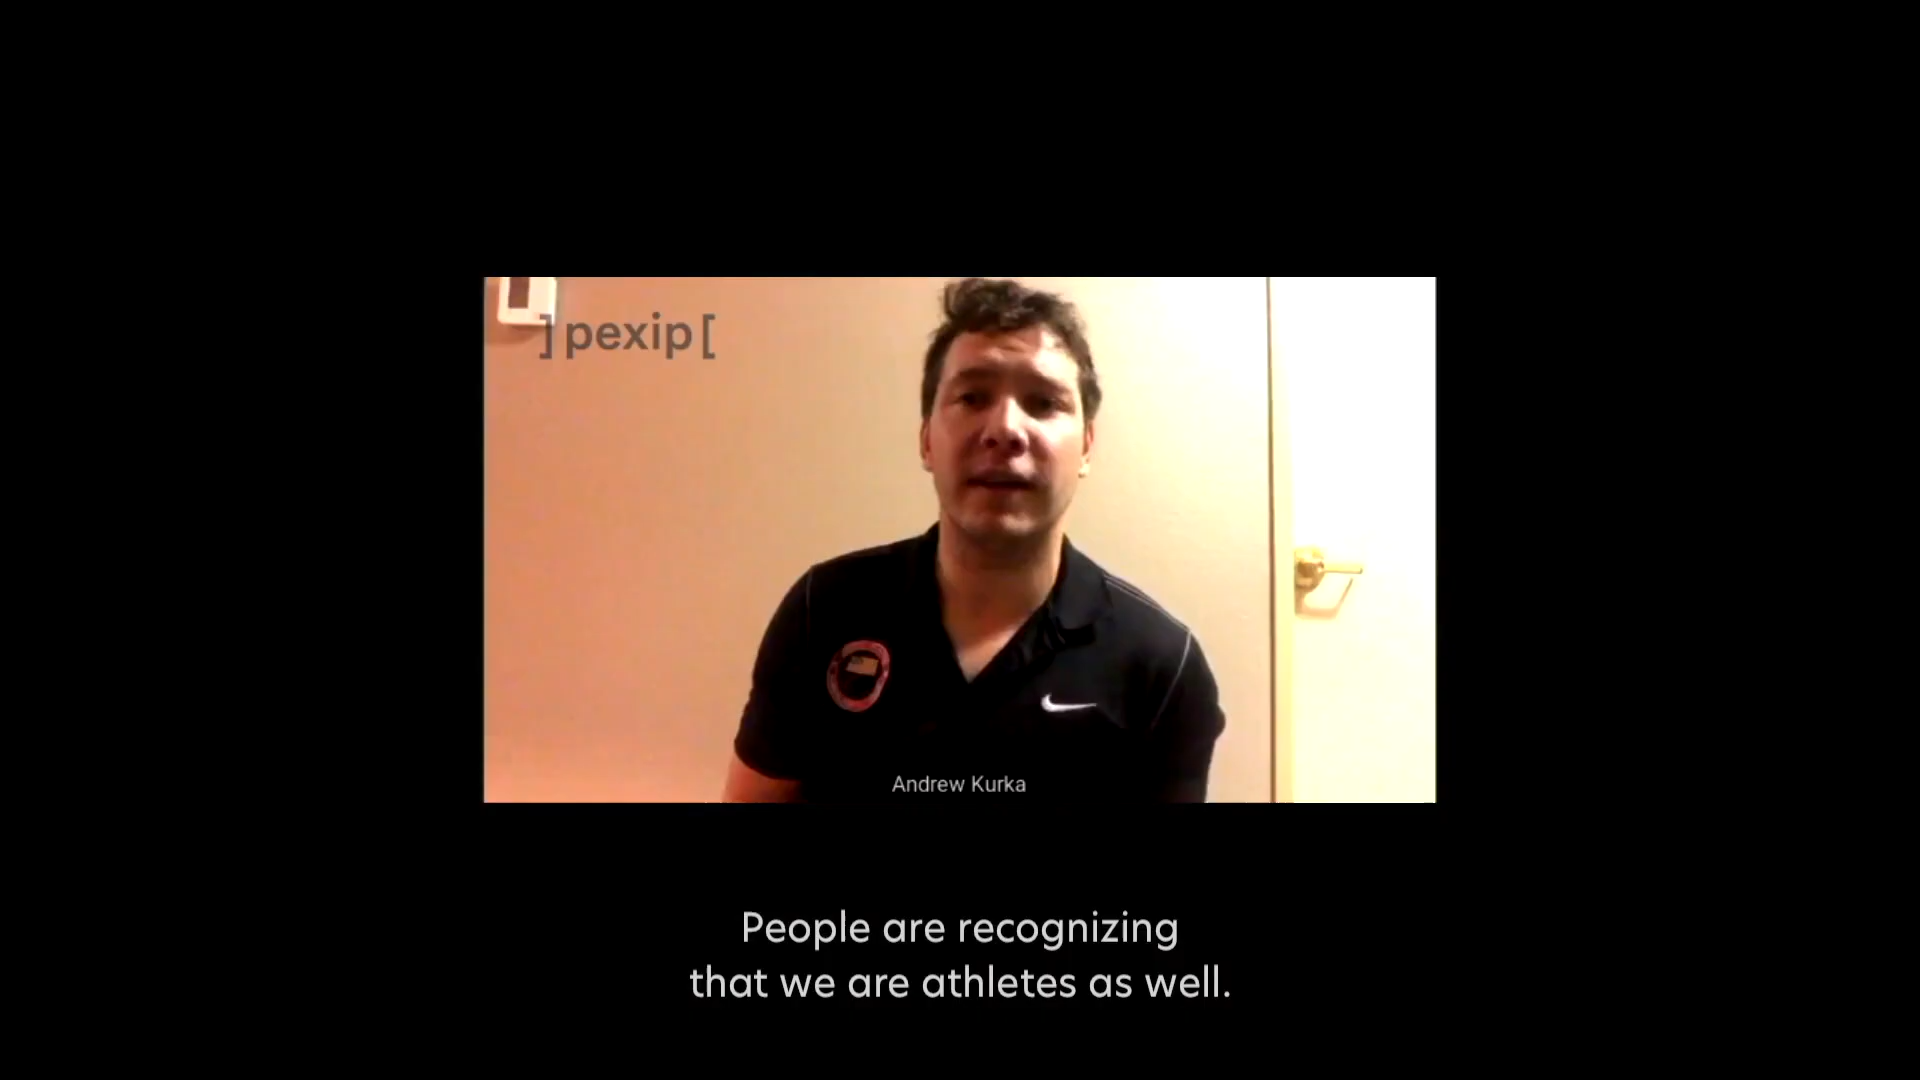 ]pexip[
Andrew Kurka
People are recognizing
that we are athletes as well.